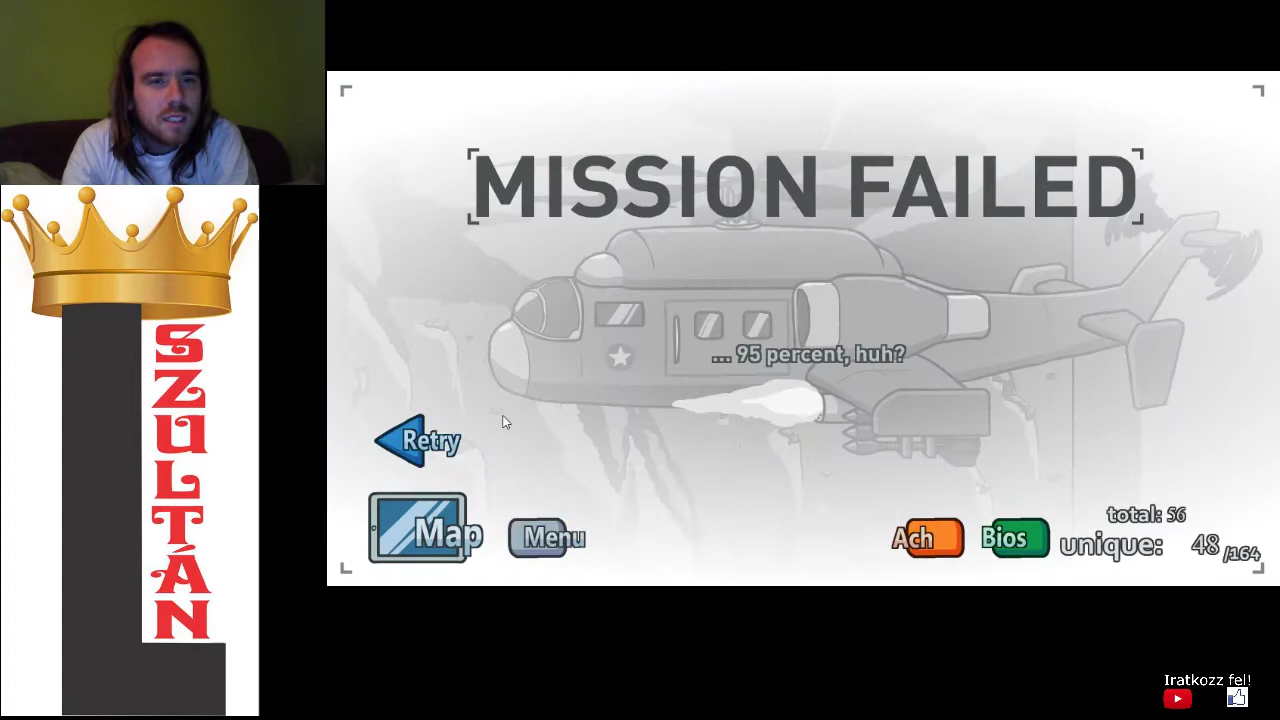 MISSION FAILED
... 95 percent, huh?
Retry
Map
Menu
Ach
Bios
total: 56
unique: 48/164
L
SZULTÁN
Iratkozz fel!